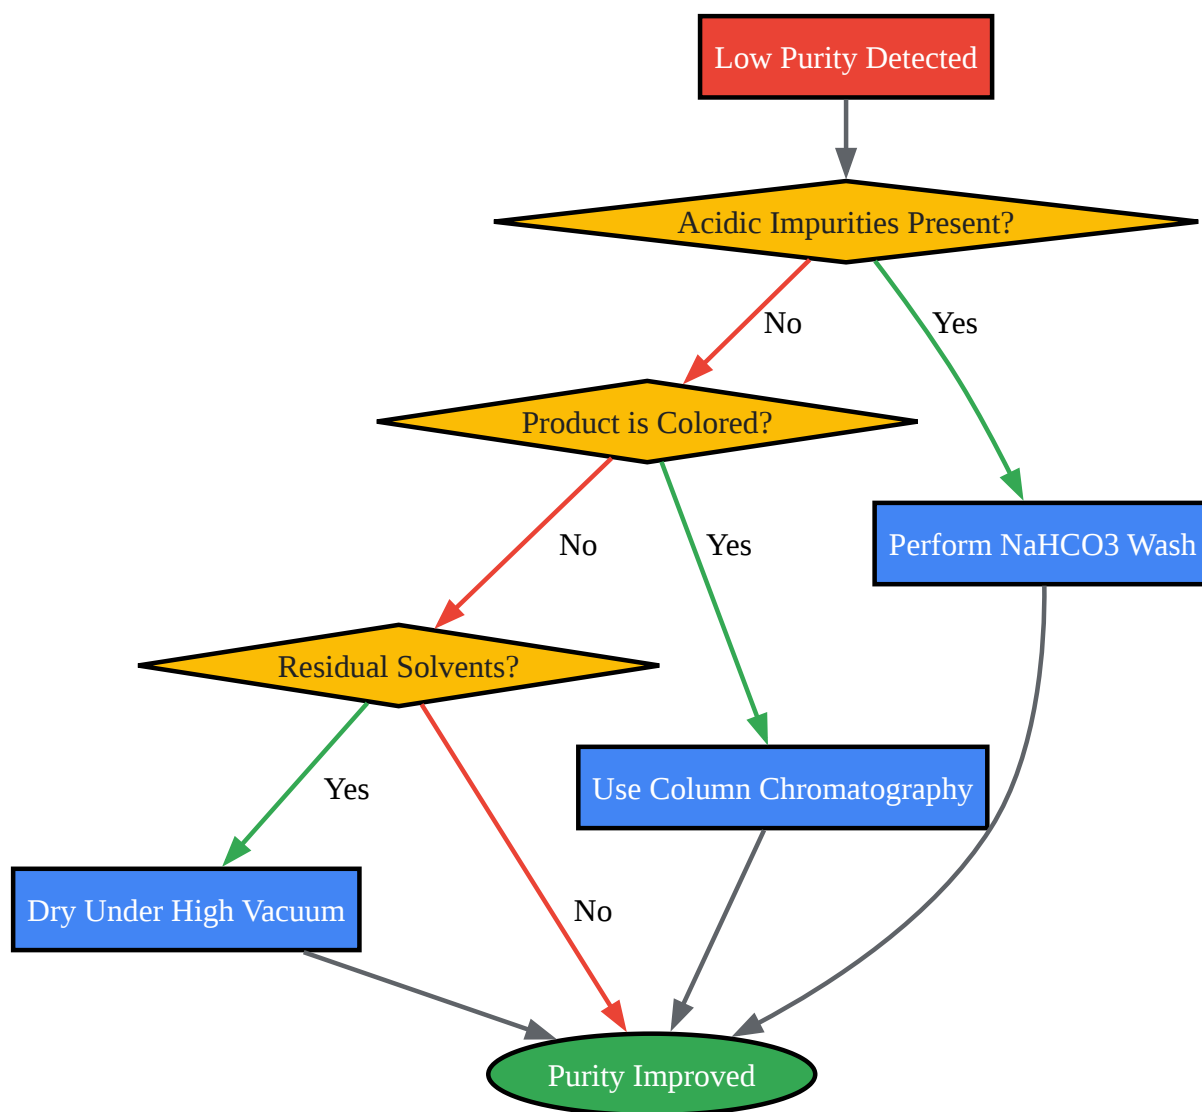 Low Purity Detected
Acidic Impurities Present?
No
Yes
Product is Colored?
No
Yes
Perform NaHCO3 Wash
Residual Solvents?
Yes
Use Column Chromatography
Dry Under High Vacuum
No
Purity Improved